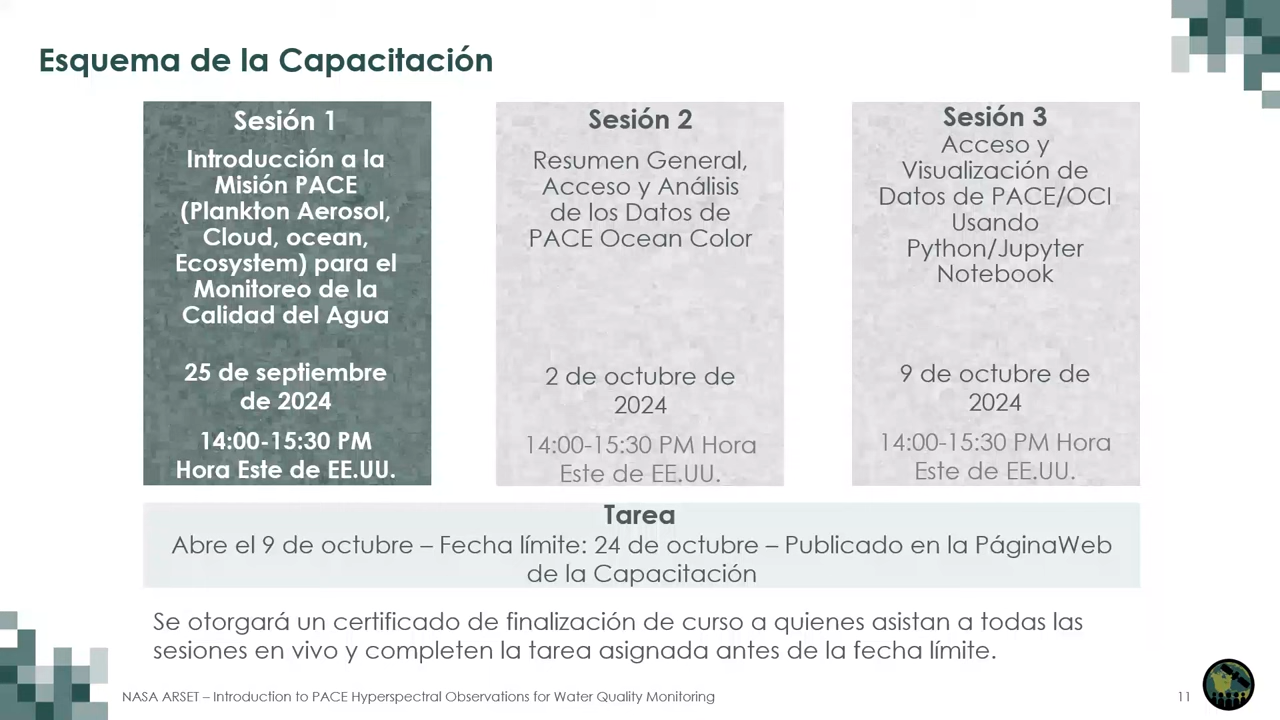 Esquema de la Capacitación
Sesión 1
Introducción a la
Misión PACE
(Plankton Aerosol,
Cloud, ocean,
Ecosystem) para el
Monitoreo de la
Calidad del Agua
25 de septiembre
de 2024
14:00-15:30 PM
Hora Este de EE.UU.
Sesión 2
Resumen General,
Acceso y Análisis
de los Datos de
PACE Ocean Color
2 de octubre de
2024
14:00-15:30 PM Hora
Este de EE.UU.
Sesión 3
Acceso y
Visualización de
Datos de PACE/OCI
Usando
Python/Jupyter
Notebook
9 de octubre de
2024
14:00-15:30 PM Hora
Este de EE.UU.
Tarea
Abre el 9 de octubre – Fecha límite: 24 de octubre – Publicado en la PáginaWeb
de la Capacitación
Se otorgará un certificado de finalización de curso a quienes asistan a todas las
sesiones en vivo y completen la tarea asignada antes de la fecha límite.
NASA ARSET – Introduction to PACE Hyperspectral Observations for Water Quality Monitoring
11